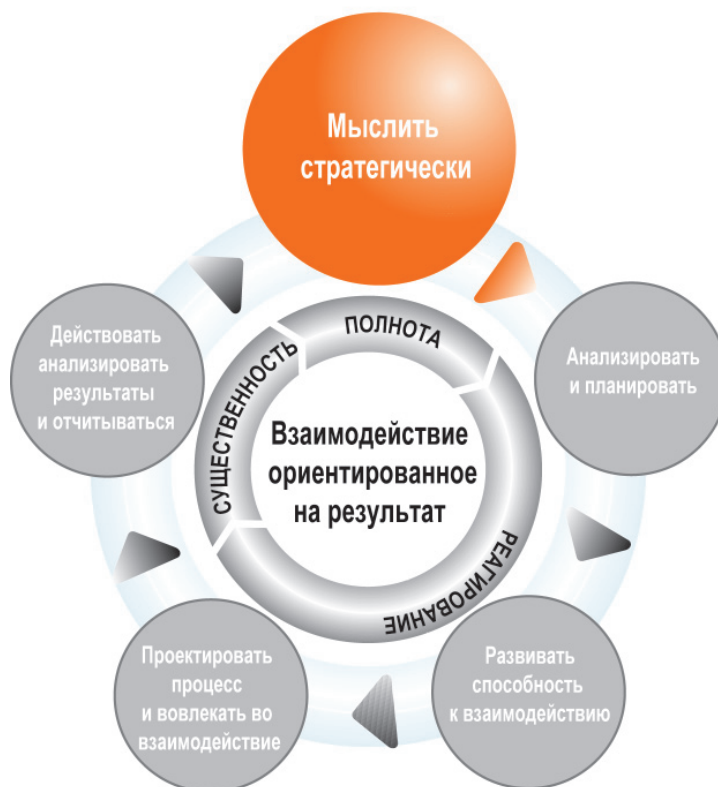 Мыслить
стратегически
Анализировать
и планировать
Развивать
способность
к взаимодействию
Проектировать
процесс
и вовлекать во
взаимодействие
Действовать
анализировать
результаты
и отчитываться
ПОЛНОТА
РЕАГИРОВАНИЕ
СУЩЕСТВЕННОСТЬ
Взаимодействие
ориентированное
на результат